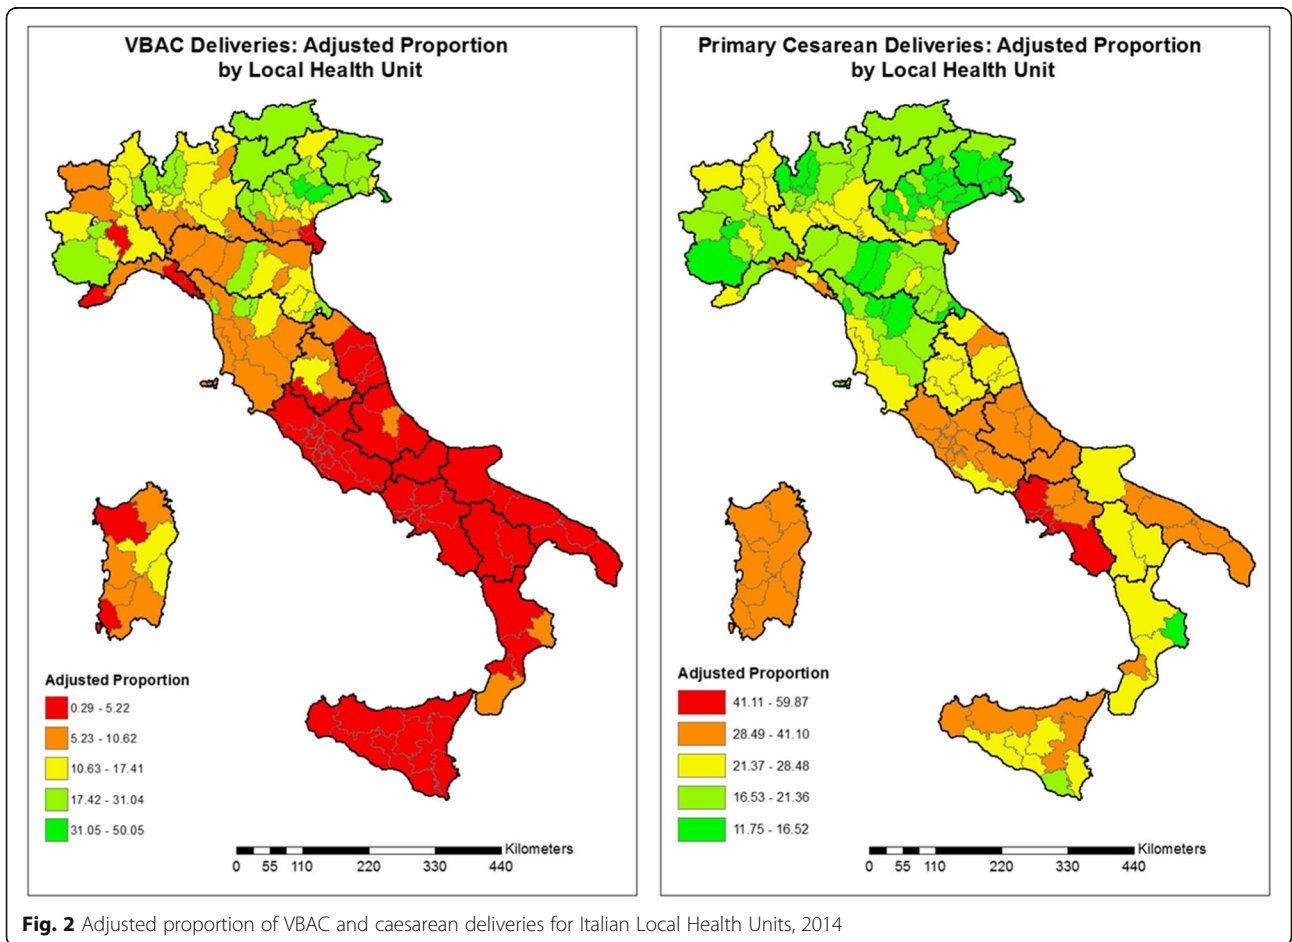 VBAC Deliveries: Adjusted Proportion
by Local Health Unit
Adjusted Proportion
0.29 - 5.22
5.23 - 10.62
10.63 - 17.41
17.42 - 31.04
31.05 - 50.05
Kilometers
0 55 110 220 330 440
Primary Cesarean Deliveries: Adjusted Proportion
by Local Health Unit
Adjusted Proportion
41.11 - 59.87
28.49 - 41.10
21.37 - 28.48
16.53 - 21.36
11.75 - 16.52
Kilometers
0 55 110 220 330 440
Fig. 2 Adjusted proportion of VBAC and caesarean deliveries for Italian Local Health Units, 2014